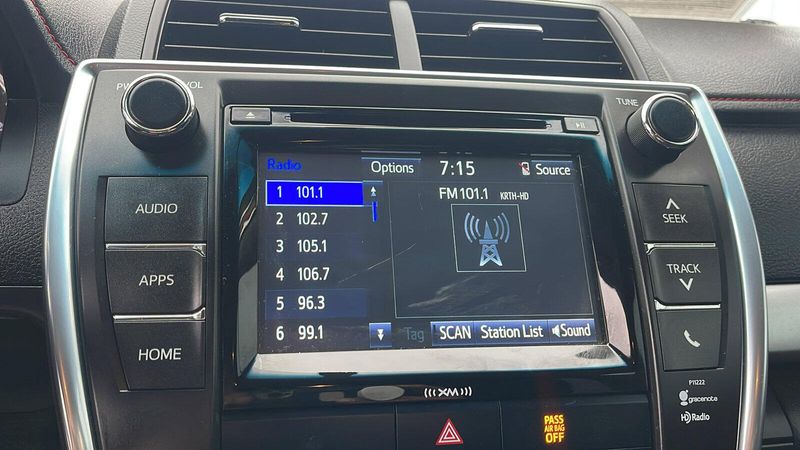 PW
VOL
TUNE
Radio
Options
7:15
Source
1 101.1
FM101.1 KRTH-HD
2 102.7
3 105.1
4 106.7
5 96.3
6 99.1
Tag
SCAN
Station List
Sound
AUDIO
APPS
HOME
SEEK
TRACK
(((XM)))
P11222
gracenote
HD Radio
PASS
AIR BAG
OFF